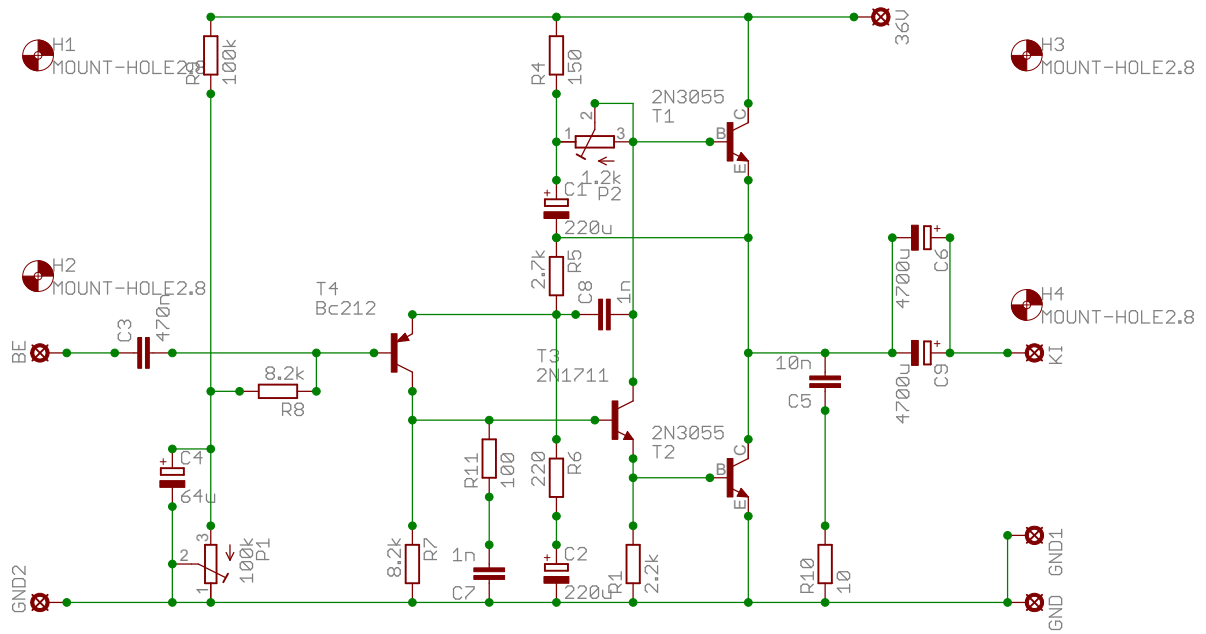 36V
H1
MOUNT-HOLE2.8
R9
100k
R4
150
2N3055
T1
C
B
E
H3
MOUNT-HOLE2.8
1
2
3
1.2k
P2
C1
+
220u
H2
MOUNT-HOLE2.8
T4
Bc212
2.7k
R5
C8
1n
4700u
+
C6
H4
MOUNT-HOLE2.8
BE
C3
470n
8.2k
R8
T3
2N1711
10n
C5
4700u
+
C9
KI
+
C4
64u
R11
100
220
R6
2N3055
T2
C
B
E
3
2
1
100k
P1
8.2k
R7
1n
C7
+
C2
220u
R1
2.2k
R10
10
GND1
GND2
GND